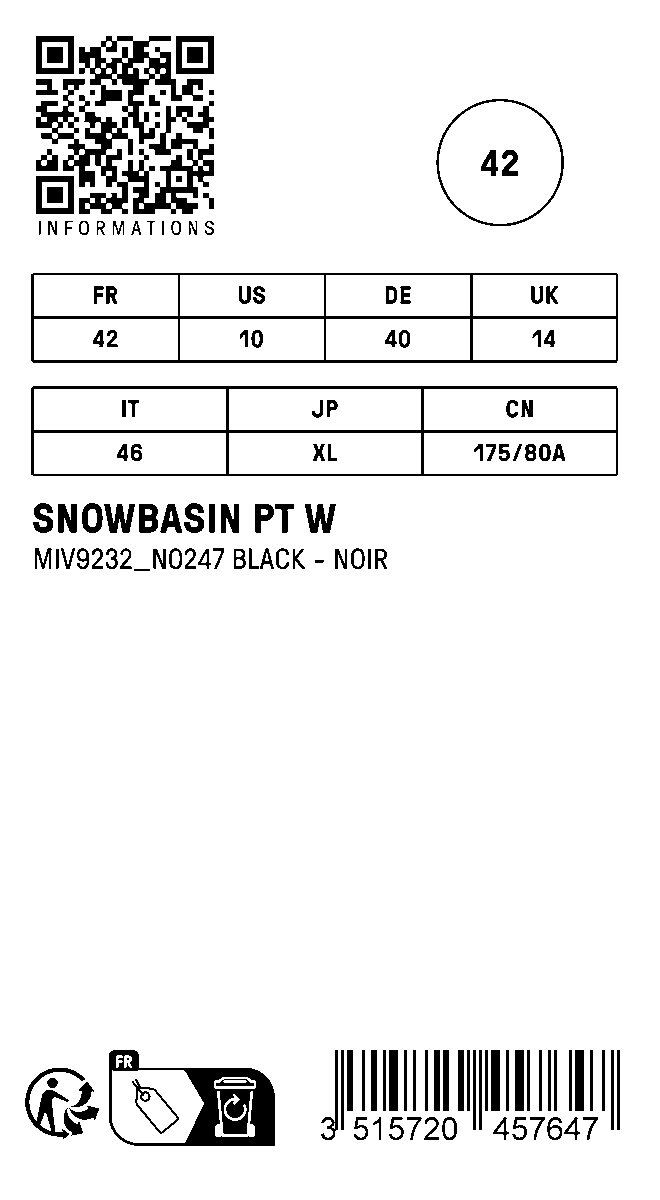 INFORMATIONS
42
FR US DE UK
42 10 40 14
IT JP CN
46 XL 175/80A
SNOWBASIN PT W
MIV9232_N0247 BLACK - NOIR
FR
3 515720 457647